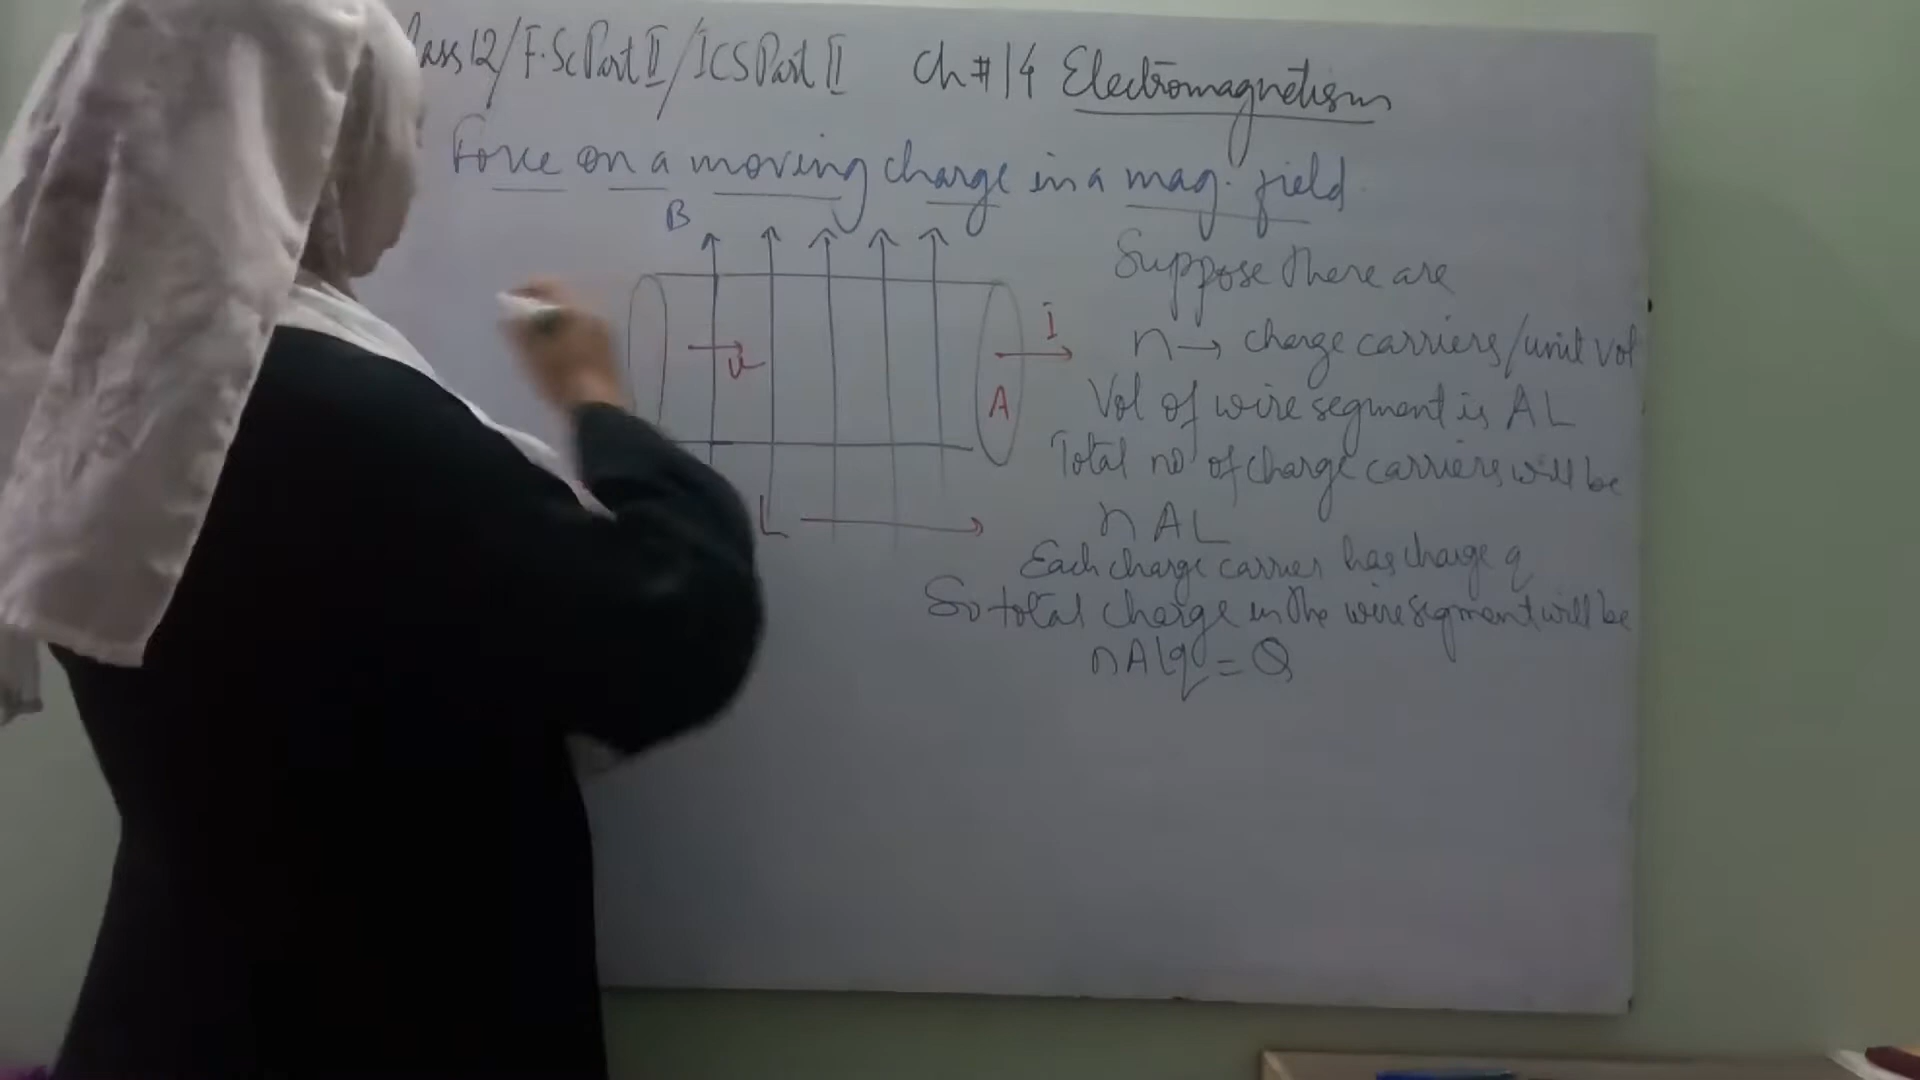 ass 12/F.Sc Part II/ICS Part II Ch # 14 Electromagnetism
Force on a moving charge in a mag. field
B
Suppose there are
i
n → charge carriers/unit vol
v
A
Vol of wire segment is AL
Total no of charge carriers will be
L
n AL
Each charge carrier has charge q
So total charge in the wire segment will be
nALq = Q